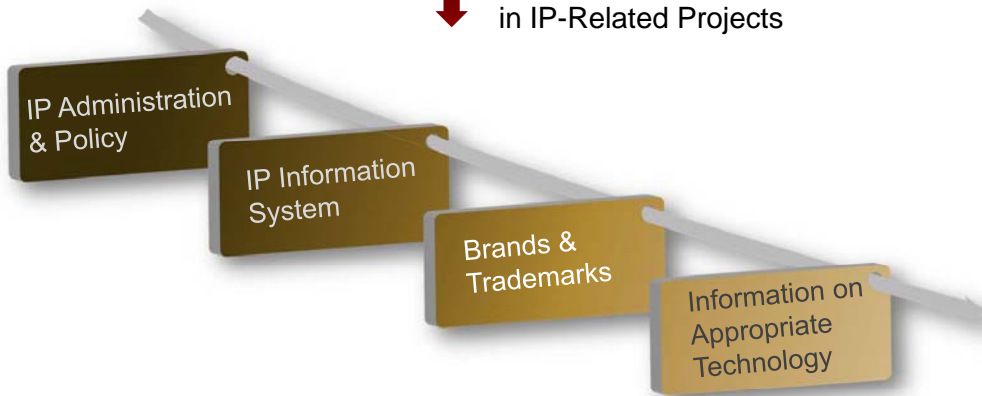 in IP-Related Projects
IP Administration
& Policy
IP Information
System
Brands &
Trademarks
Information on
Appropriate
Technology